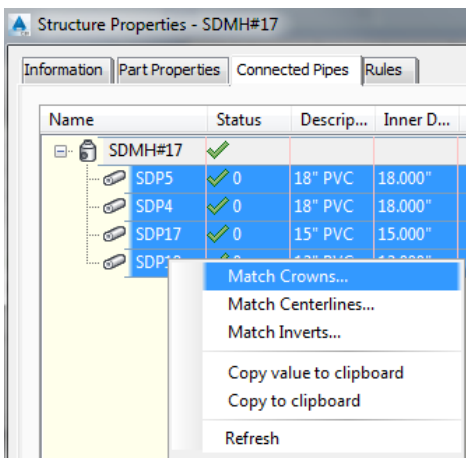 Structure Properties - SDMH#17
Information Part Properties Connected Pipes Rules
Name Status Descrip... Inner D...
SDMH#17
SDP5 0 18" PVC 18.000"
SDP4 0 18" PVC 18.000"
SDP17 0 15" PVC 15.000"
Match Crowns...
Match Centerlines...
Match Inverts...
Copy value to clipboard
Copy to clipboard
Refresh